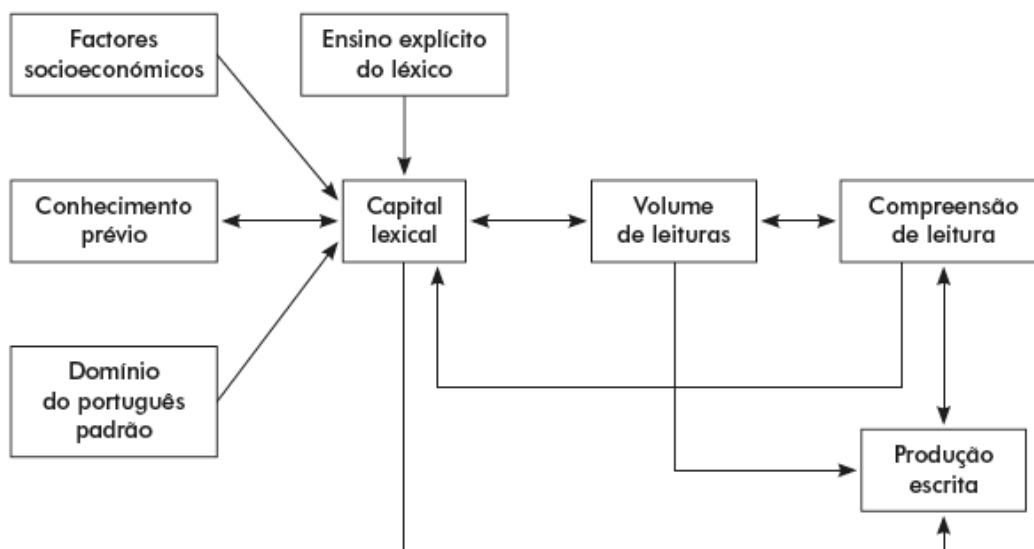 Factores
socioeconómicos
Ensino explícito
do léxico
Conhecimento
prévio
Capital
lexical
Volume
de leituras
Compreensão
de leitura
Domínio
do português
padrão
Produção
escrita